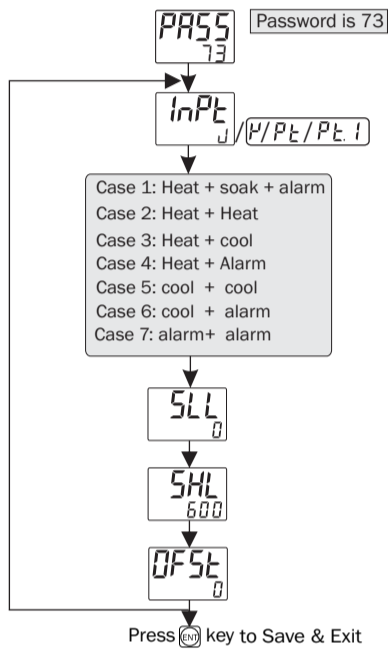 PASS
73
Password is 73
InPt
J / K/Pt/Pt.1
Case 1: Heat + soak + alarm
Case 2: Heat + Heat
Case 3: Heat + cool
Case 4: Heat + Alarm
Case 5: cool + cool
Case 6: cool + alarm
Case 7: alarm+ alarm
SLL
0
SHL
600
OFSt
0
Press ENT key to Save & Exit